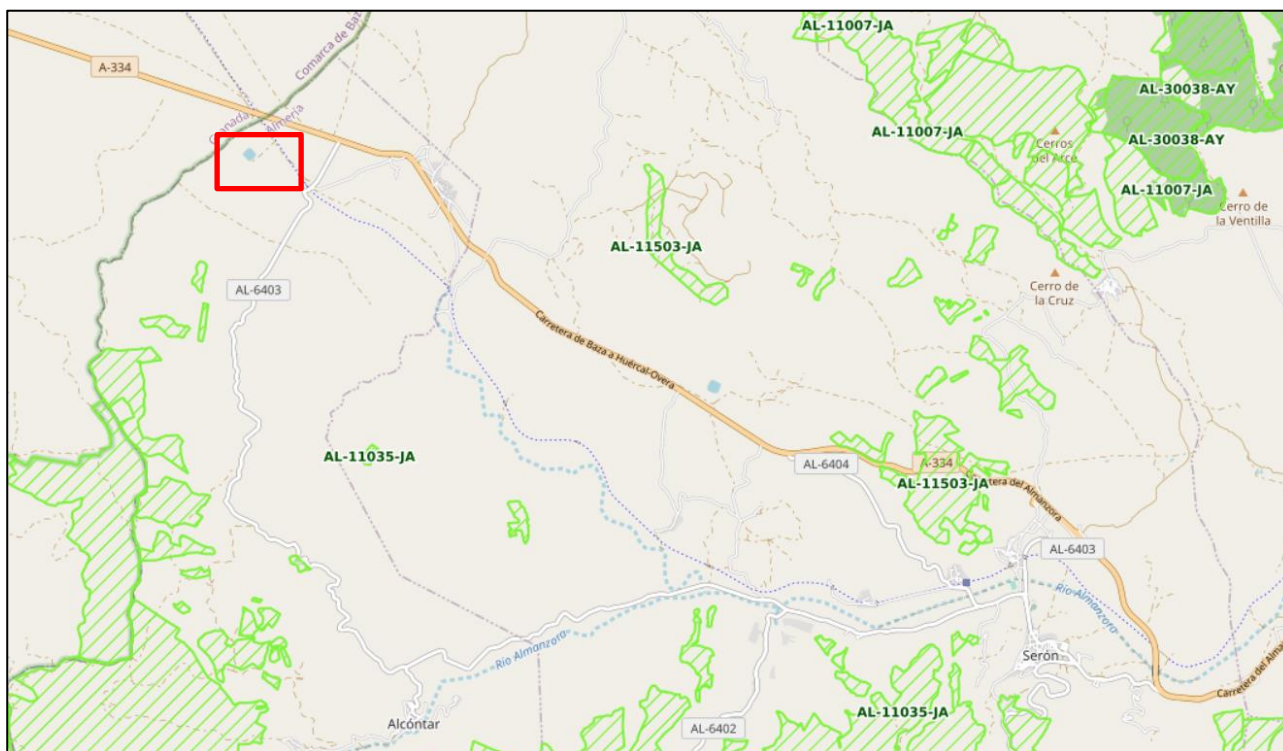 AL-11007-JA
Comarca de Baz
A-334
AL-30038-AY
Granada
Almería
AL-11007-JA
Cerros
del Arce
AL-30038-AY
AL-11007-JA
Cerro de
la Ventilla
AL-11503-JA
AL-6403
Cerro de
la Cruz
Carretera de Baza a Huércal-Overa
AL-11035-JA
AL-6404
A-334
AL-11503-JA
Carretera del Almanzora
AL-6403
Río Almanzora
Río Almanzora
Serón
Alcóntar
AL-6402
AL-11035-JA
Carretera del Alma